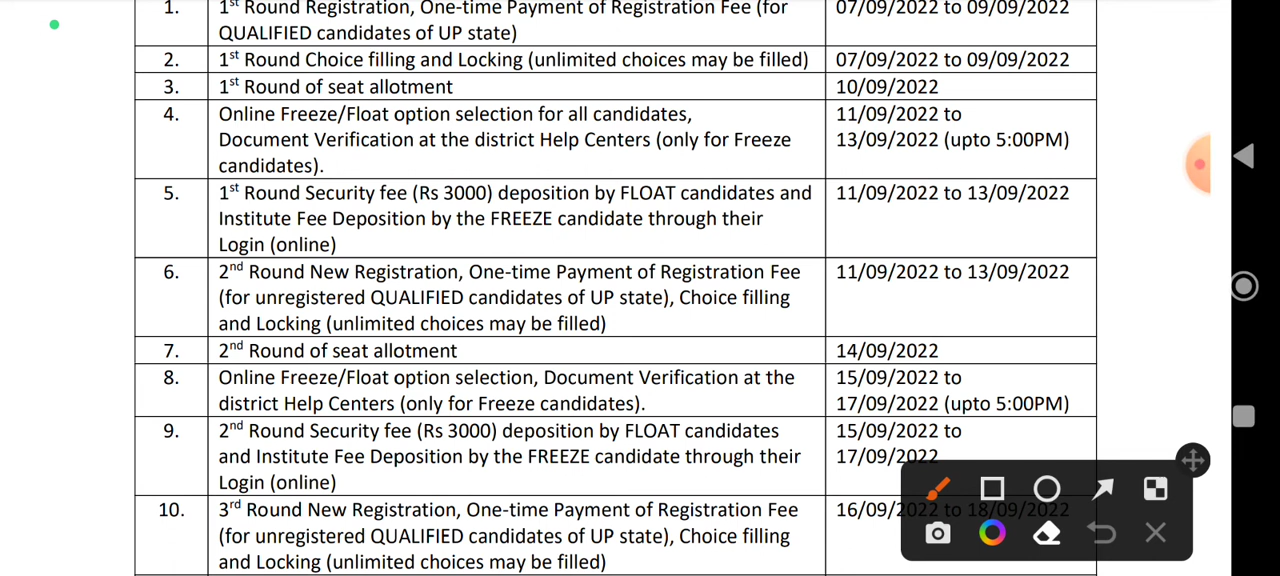 1. 1st Round Registration, One-time Payment of Registration Fee (for 07/09/2022 to 09/09/2022
QUALIFIED candidates of UP state)
2. 1st Round Choice filling and Locking (unlimited choices may be filled) 07/09/2022 to 09/09/2022
3. 1st Round of seat allotment 10/09/2022
4. Online Freeze/Float option selection for all candidates, 11/09/2022 to
Document Verification at the district Help Centers (only for Freeze 13/09/2022 (upto 5:00PM)
candidates).
5. 1st Round Security fee (Rs 3000) deposition by FLOAT candidates and 11/09/2022 to 13/09/2022
Institute Fee Deposition by the FREEZE candidate through their
Login (online)
6. 2nd Round New Registration, One-time Payment of Registration Fee 11/09/2022 to 13/09/2022
(for unregistered QUALIFIED candidates of UP state), Choice filling
and Locking (unlimited choices may be filled)
7. 2nd Round of seat allotment 14/09/2022
8. Online Freeze/Float option selection, Document Verification at the 15/09/2022 to
district Help Centers (only for Freeze candidates). 17/09/2022 (upto 5:00PM)
9. 2nd Round Security fee (Rs 3000) deposition by FLOAT candidates 15/09/2022 to
and Institute Fee Deposition by the FREEZE candidate through their 17/09/2022
Login (online)
10. 3rd Round New Registration, One-time Payment of Registration Fee 16/09/2022 to 18/09/2022
(for unregistered QUALIFIED candidates of UP state), Choice filling
and Locking (unlimited choices may be filled)